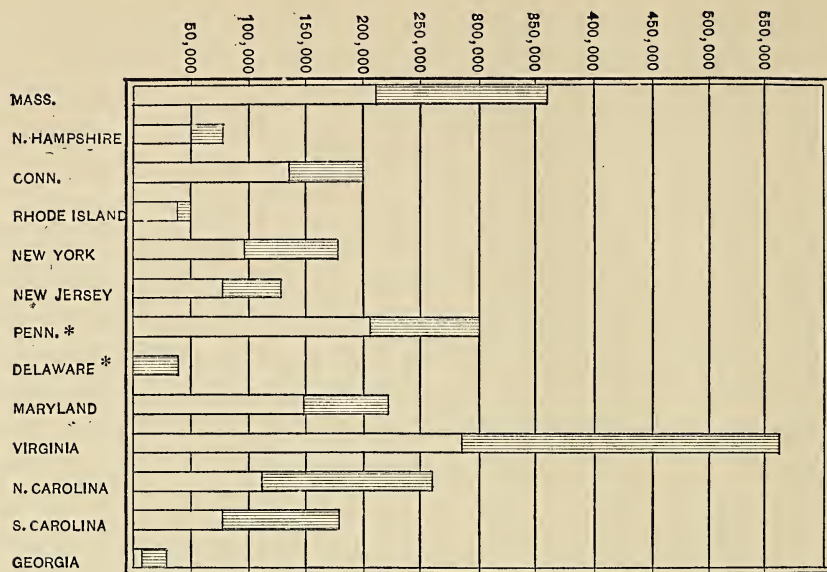 50,000
100,000
150,000
200,000
250,000
300,000
350,000
400,000
450,000
500,000
550,000
MASS.
N. HAMPSHIRE
CONN.
RHODE ISLAND
NEW YORK
NEW JERSEY
PENN. *
DELAWARE *
MARYLAND
VIRGINIA
N. CAROLINA
S. CAROLINA
GEORGIA